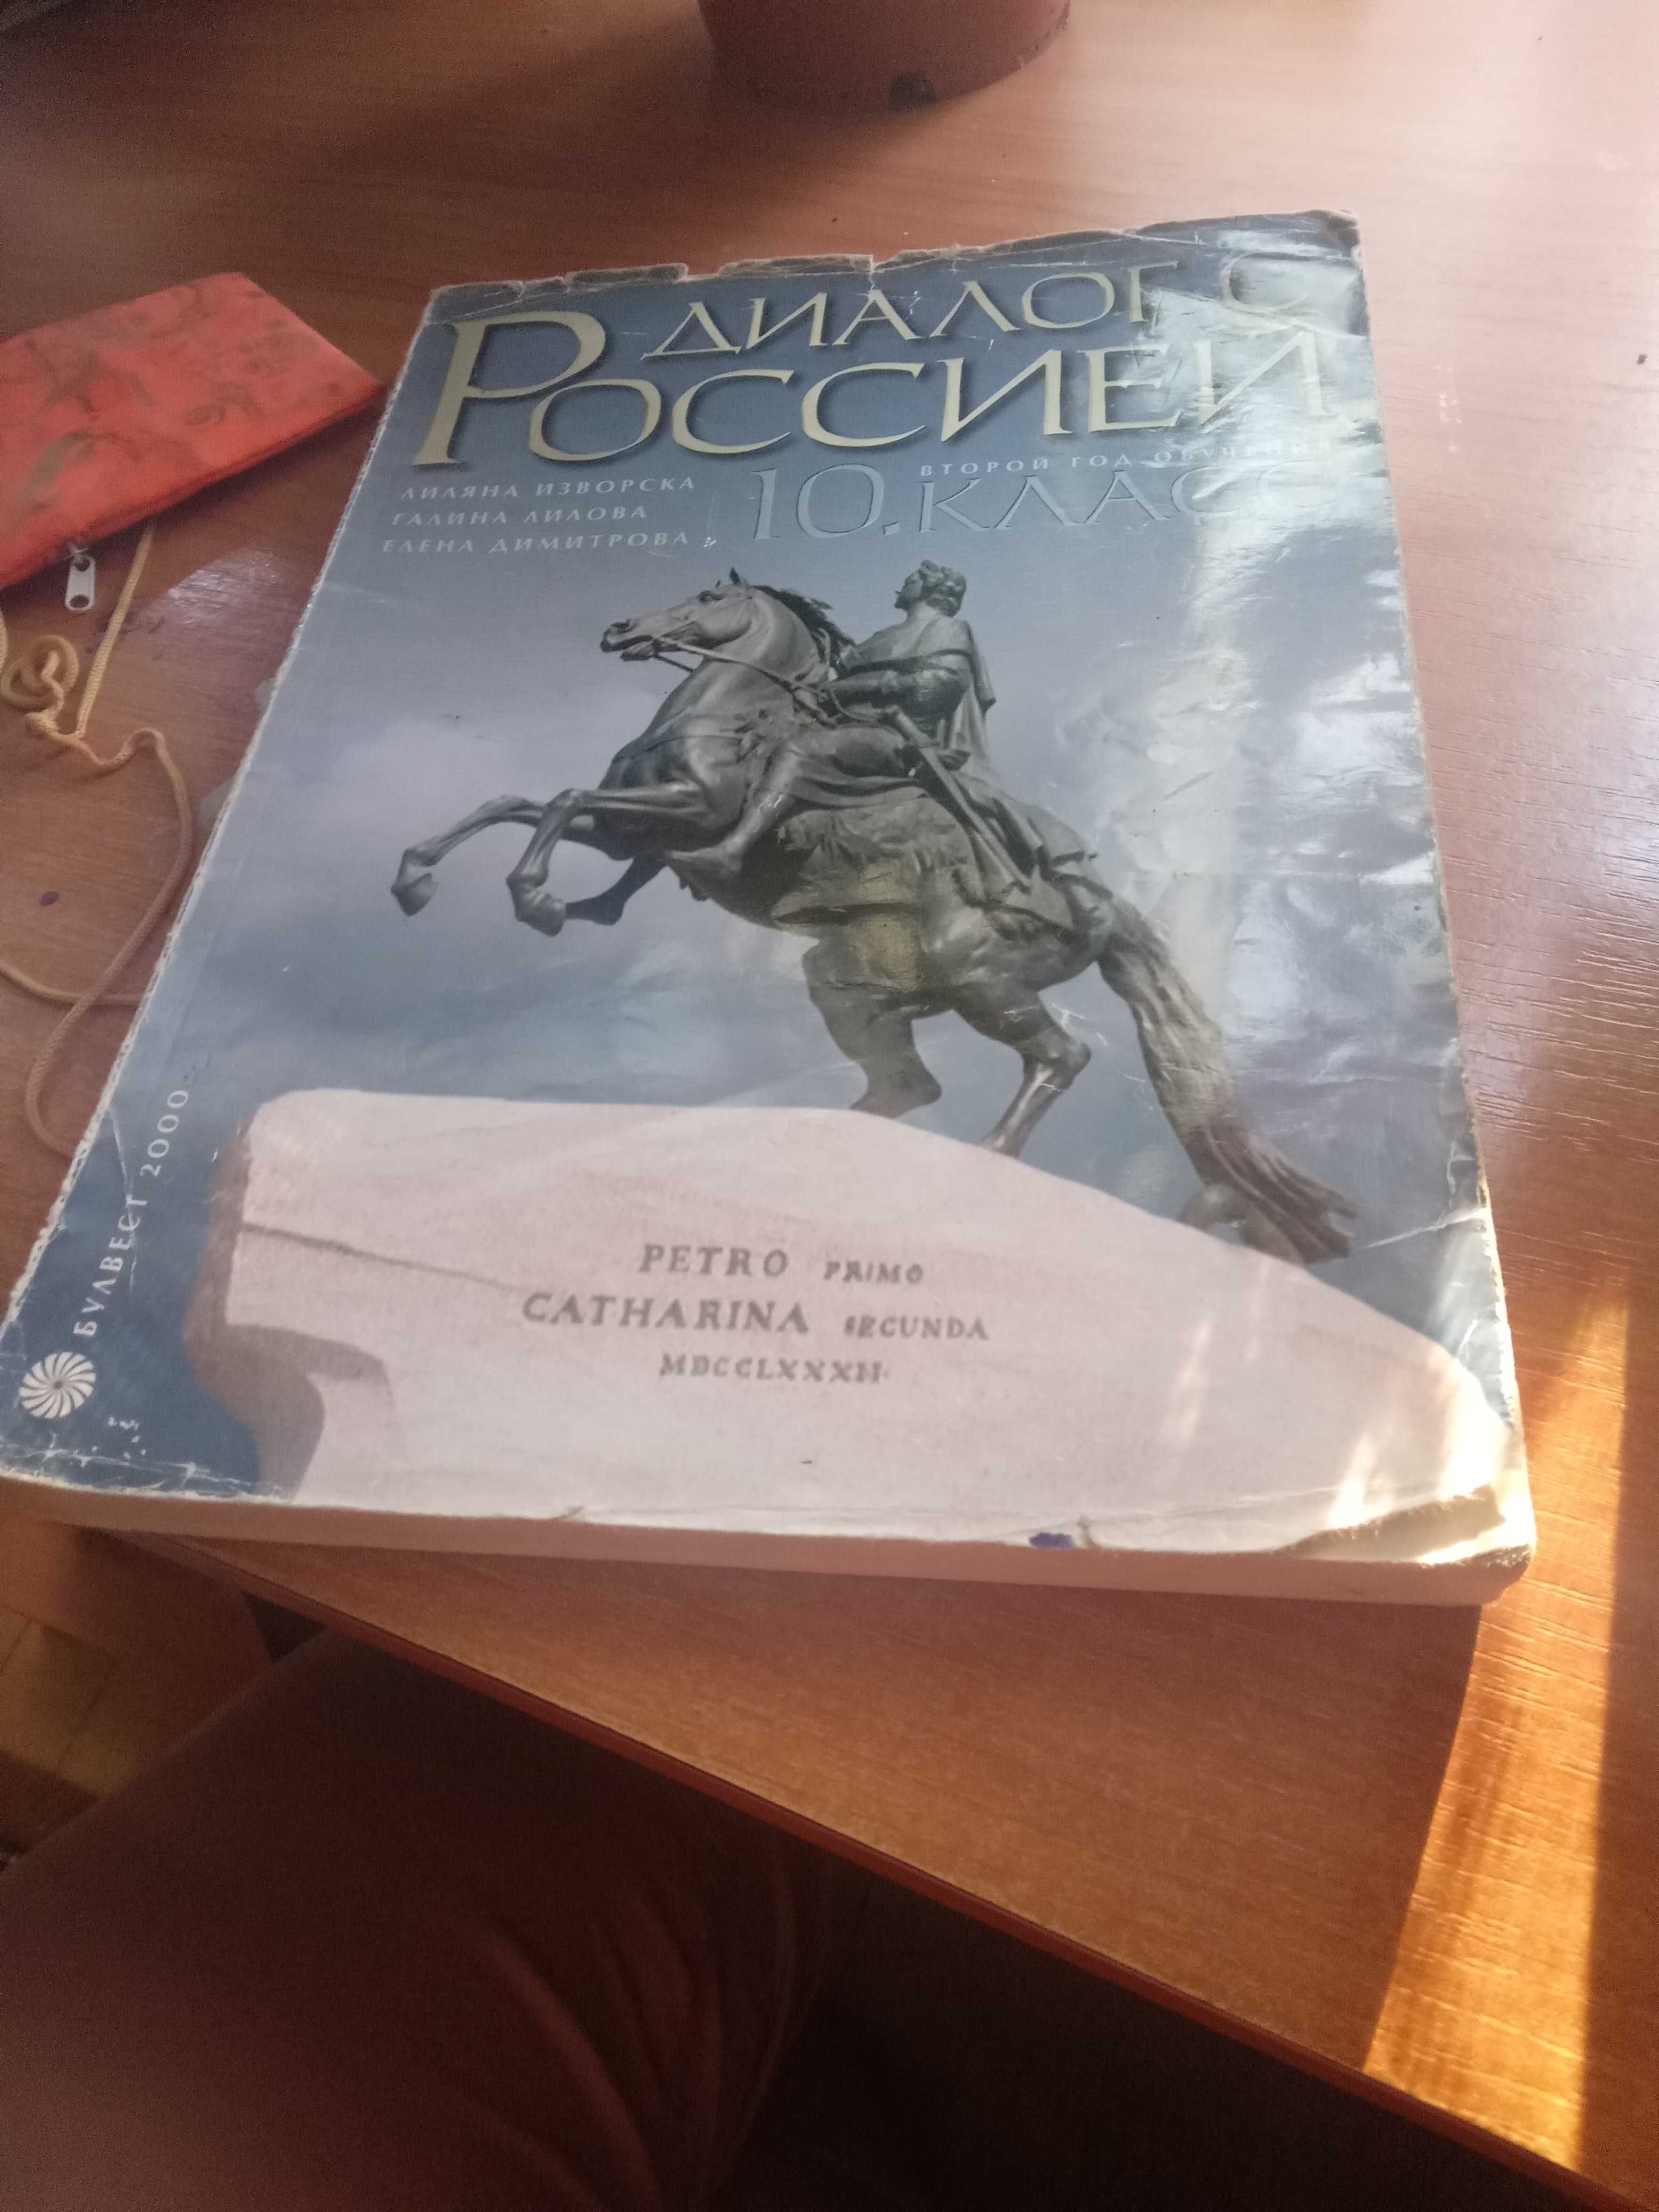 ДИАЛОГ С
РОССИЕЙ
ВТОРОЙ ГОД ОБУЧЕНИЯ
10. КЛАСС
ЛИЛЯНА ИЗВОРСКА
ГАЛИНА ЛИЛОВА
ЕЛЕНА ДИМИТРОВА
PETRO PRIMO
CATHARINA SECUNDA
MDCCLXXXII
БУЛВЕСТ 2000